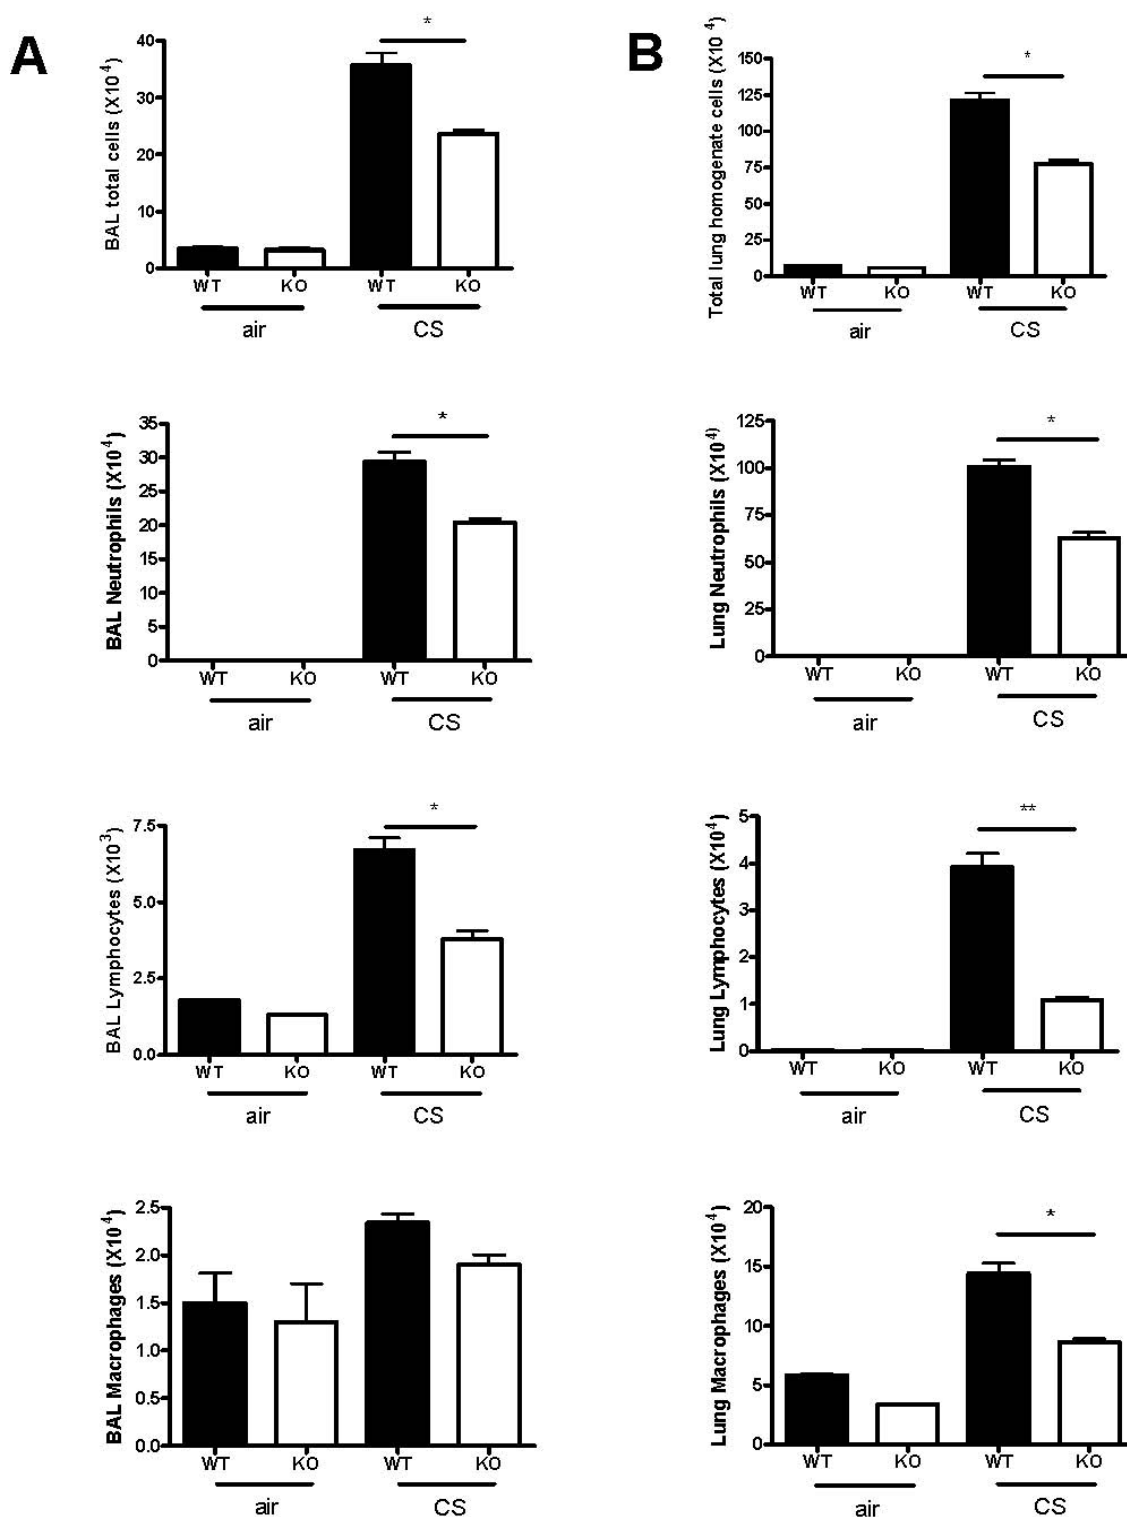 A
BAL total cells (X10⁴)
40
30
20
10
0
*
WT KO WT KO
air CS
B
Total lung homogenate cells (X10⁴)
150
125
100
75
50
25
0
*
WT KO WT KO
air CS
BAL Neutrophils (X10⁴)
35
30
25
20
15
10
5
0
*
WT KO WT KO
air CS
Lung Neutrophils (X10⁴⁾
125
100
75
50
25
0
*
WT KO WT KO
air CS
BAL Lymphocytes (X10³)
7.5
5.0
2.5
0.0
*
WT KO WT KO
air CS
Lung Lymphocytes (X10⁴)
5
4
3
2
1
0
**
WT KO WT KO
air CS
BAL Macrophages (X10⁴)
2.5
2.0
1.5
1.0
0.5
0.0
WT KO WT KO
air CS
Lung Macrophages (X10⁴)
20
15
10
5
0
*
WT KO WT KO
air CS